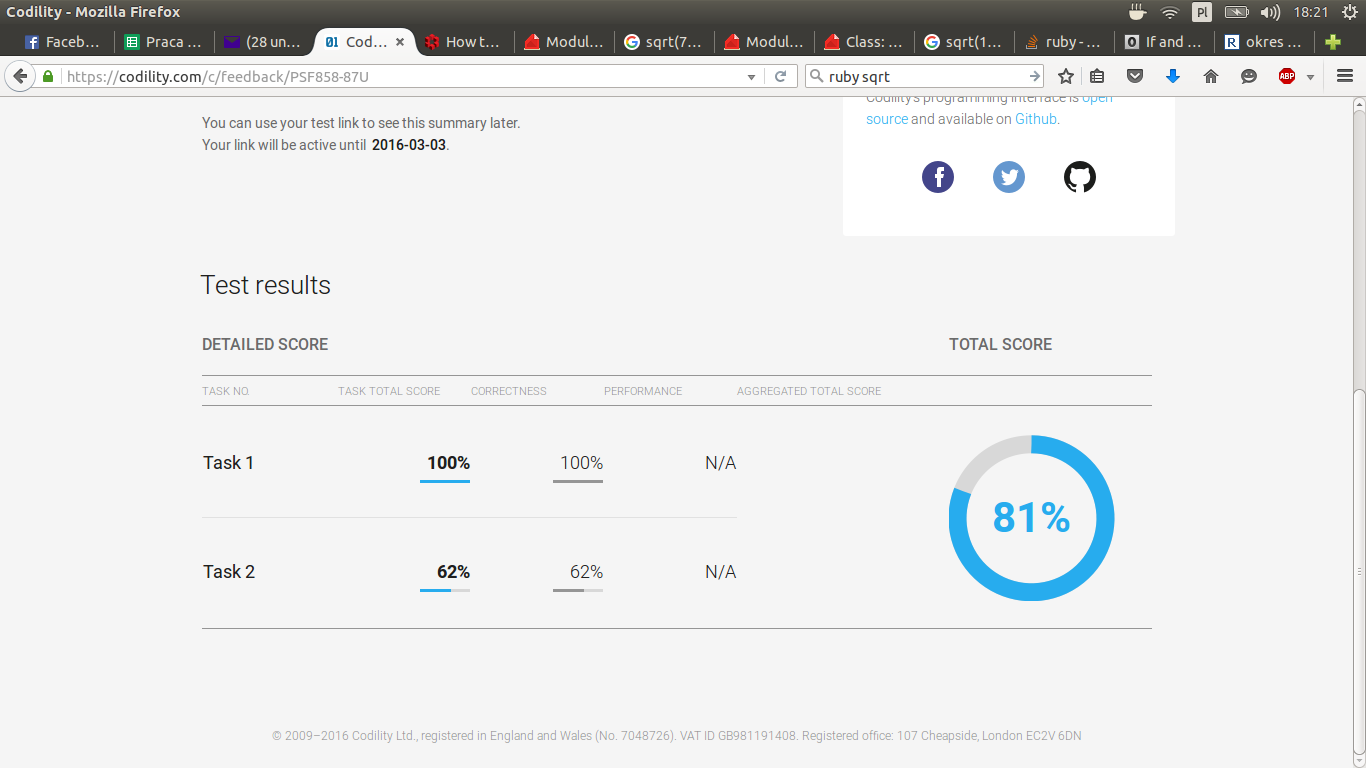 Codility - Mozilla Firefox
Pl
18:21
Faceb...
Praca ...
(28 un...
01 Cod...
How t...
Modul...
sqrt(7...
Modul...
Class: ...
sqrt(1...
ruby - ...
If and ...
R okres ...
https://codility.com/c/feedback/PSF858-87U
ruby sqrt
ABP
Codility's programming interface is open
source and available on Github.
You can use your test link to see this summary later.
Your link will be active until 2016-03-03.
Test results
DETAILED SCORE
TOTAL SCORE
TASK NO.
TASK TOTAL SCORE
CORRECTNESS
PERFORMANCE
AGGREGATED TOTAL SCORE
Task 1
100%
100%
N/A
81%
Task 2
62%
62%
N/A
© 2009–2016 Codility Ltd., registered in England and Wales (No. 7048726). VAT ID GB981191408. Registered office: 107 Cheapside, London EC2V 6DN